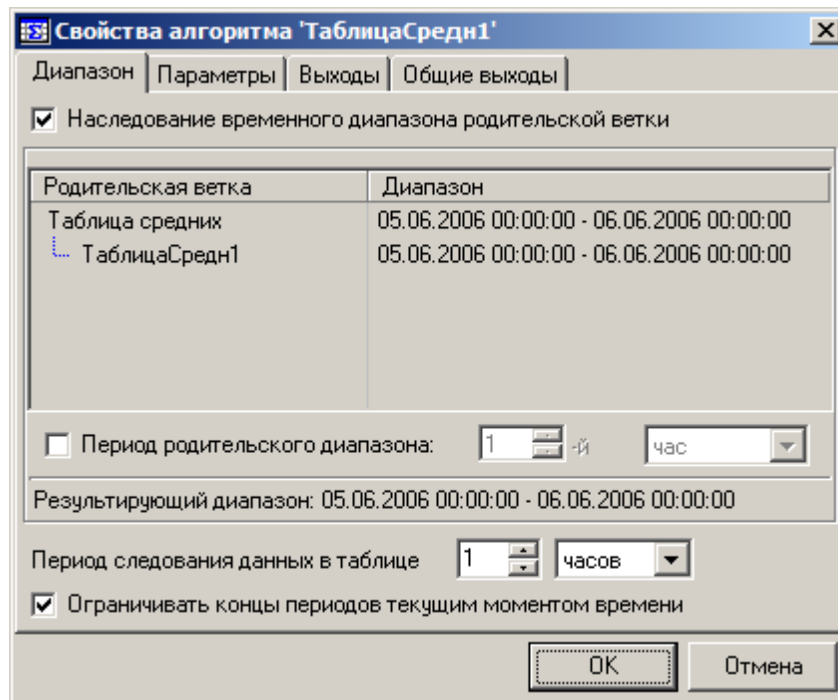 Свойства алгоритма 'ТаблицаСредн1'
Диапазон Параметры Выходы Общие выходы
Наследование временного диапазона родительской ветки
Родительская ветка Диапазон
Таблица средних 05.06.2006 00:00:00 - 06.06.2006 00:00:00
ТаблицаСредн1 05.06.2006 00:00:00 - 06.06.2006 00:00:00
Период родительского диапазона: 1 -й час
Результирующий диапазон: 05.06.2006 00:00:00 - 06.06.2006 00:00:00
Период следования данных в таблице 1 часов
Ограничивать концы периодов текущим моментом времени
OK Отмена